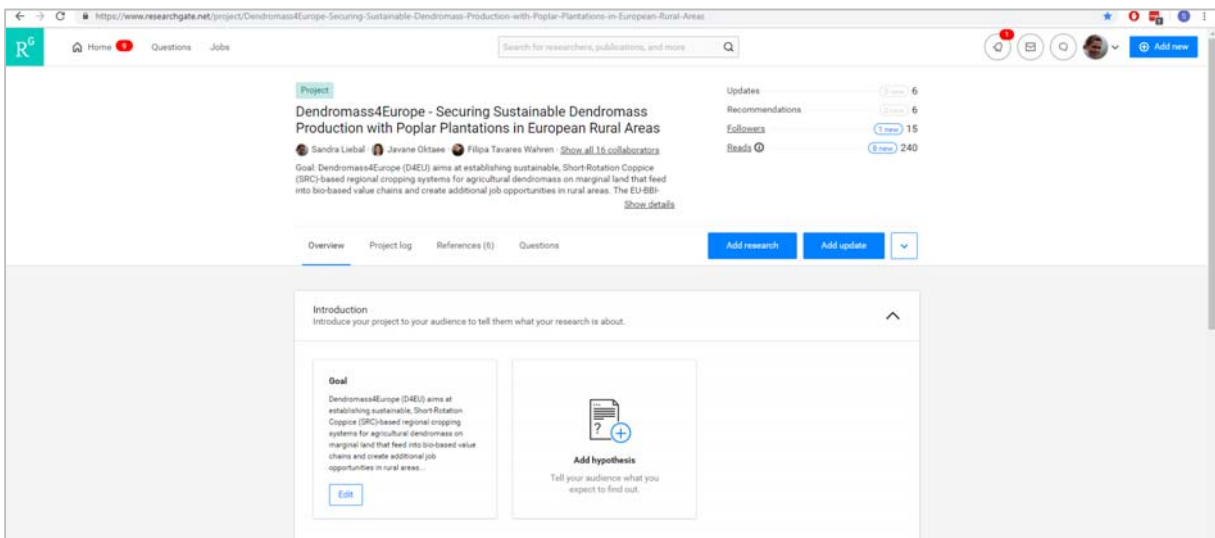 https://www.researchgate.net/project/Dendromass4Europe-Securing-Sustainable-Dendromass-Production-with-Poplar-Plantations-in-European-Rural-Areas
RG Home 9 Questions Jobs Search for researchers, publications, and more 1 Add new
Project
Dendromass4Europe - Securing Sustainable Dendromass
Production with Poplar Plantations in European Rural Areas
Sandra Liebal · Javane Oktaee · Filipa Tavares Wahren · Show all 16 collaborators
Goal: Dendromass4Europe (D4EU) aims at establishing sustainable, Short-Rotation Coppice
(SRC)-based regional cropping systems for agricultural dendromass on marginal land that feed
into bio-based value chains and create additional job opportunities in rural areas. The EU-BBI-
Show details
Updates 6
Recommendations 6
Followers 1 new 15
Reads 8 new 240
Overview Project log References (6) Questions Add research Add update
Introduction
Introduce your project to your audience to tell them what your research is about.
Goal
Dendromass4Europe (D4EU) aims at
establishing sustainable, Short-Rotation
Coppice (SRC)-based regional cropping
systems for agricultural dendromass on
marginal land that feed into bio-based value
chains and create additional job
opportunities in rural areas...
Edit
?
Add hypothesis
Tell your audience what you
expect to find out.